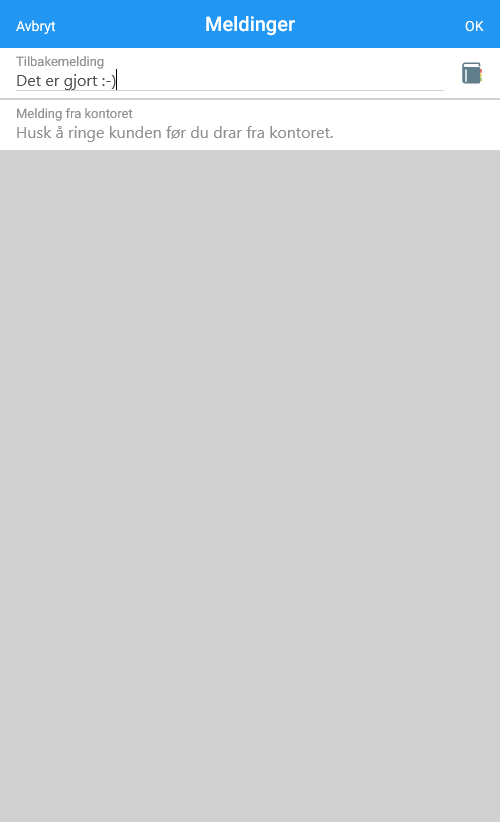 Avbryt Meldinger OK
Tilbakemelding
Det er gjort :-)
Melding fra kontoret
Husk å ringe kunden før du drar fra kontoret.